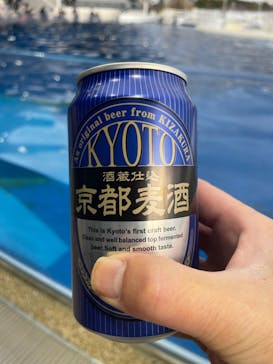 An original beer from KIZAKURA
KYOTO
酒蔵仕込
京都麦酒
This is Kyoto's first craft beer.
Clean and well balanced top fermented
beer. Soft and smooth taste.